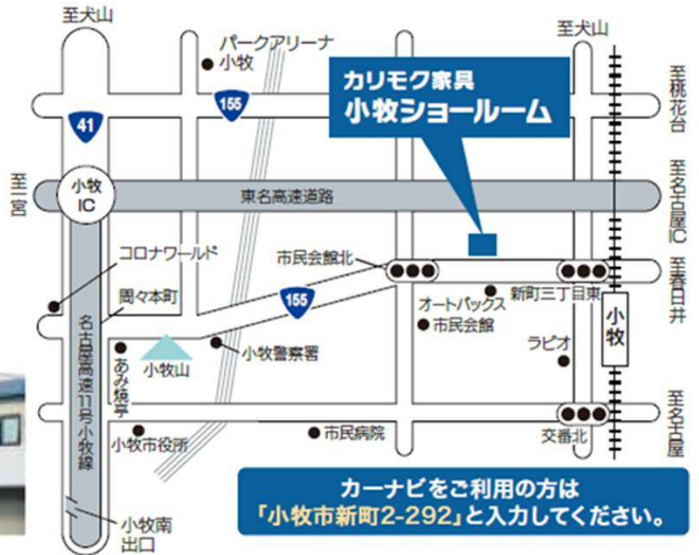 至犬山
至犬山
パークアリーナ
小牧
カリモク家具
小牧ショールーム
至桃花台
155
41
至一宮
小牧
IC
東名高速道路
至名古屋IC
コロナワールド
市民会館北
至春日井
間々本町
155
オートバックス
新町三丁目東
市民会館
小牧
名古屋高速11号小牧線
あみ焼亭
小牧山
小牧警察署
ラピオ
小牧市役所
市民病院
交番北
至名古屋
小牧南
出口
カーナビをご利用の方は
「小牧市新町2-292」と入力してください。